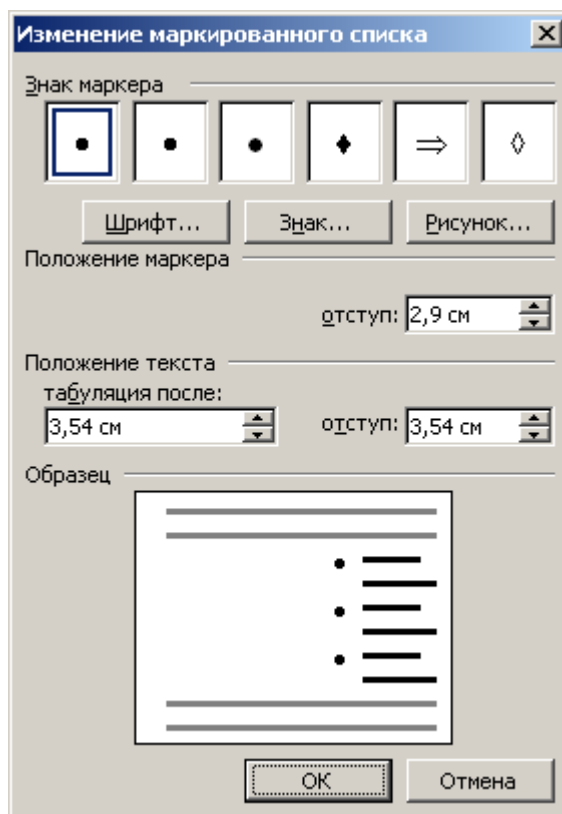 Изменение маркированного списка
Знак маркера
Шрифт... Знак... Рисунок...
Положение маркера
отступ: 2,9 см
Положение текста
табуляция после:
3,54 см отступ: 3,54 см
Образец
ОК Отмена